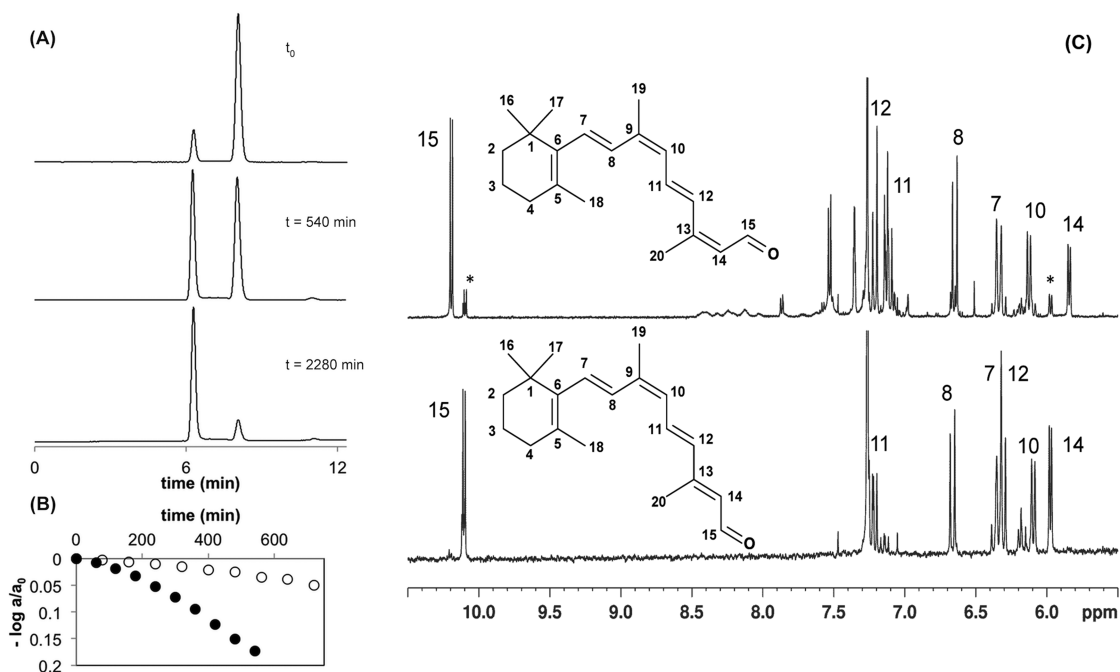 (A)
t0
t = 540 min
t = 2280 min
0 6 12
time (min)
(B)
time (min)
0 200 400 600
0
0.05
0.1
0.15
0.2
- log a/a0
(C)
15 * 12 11 8 7 10 * 14
16 17 7 19
2 1 6 8 9 10
3 5 11 12
4 18 13 15
20 14 O
15 11 8 7 12 10 14
16 17 7 19
2 1 6 8 9 10
3 5 11 12
4 18 13
20 14
15 O
10.0 9.5 9.0 8.5 8.0 7.5 7.0 6.5 6.0 ppm